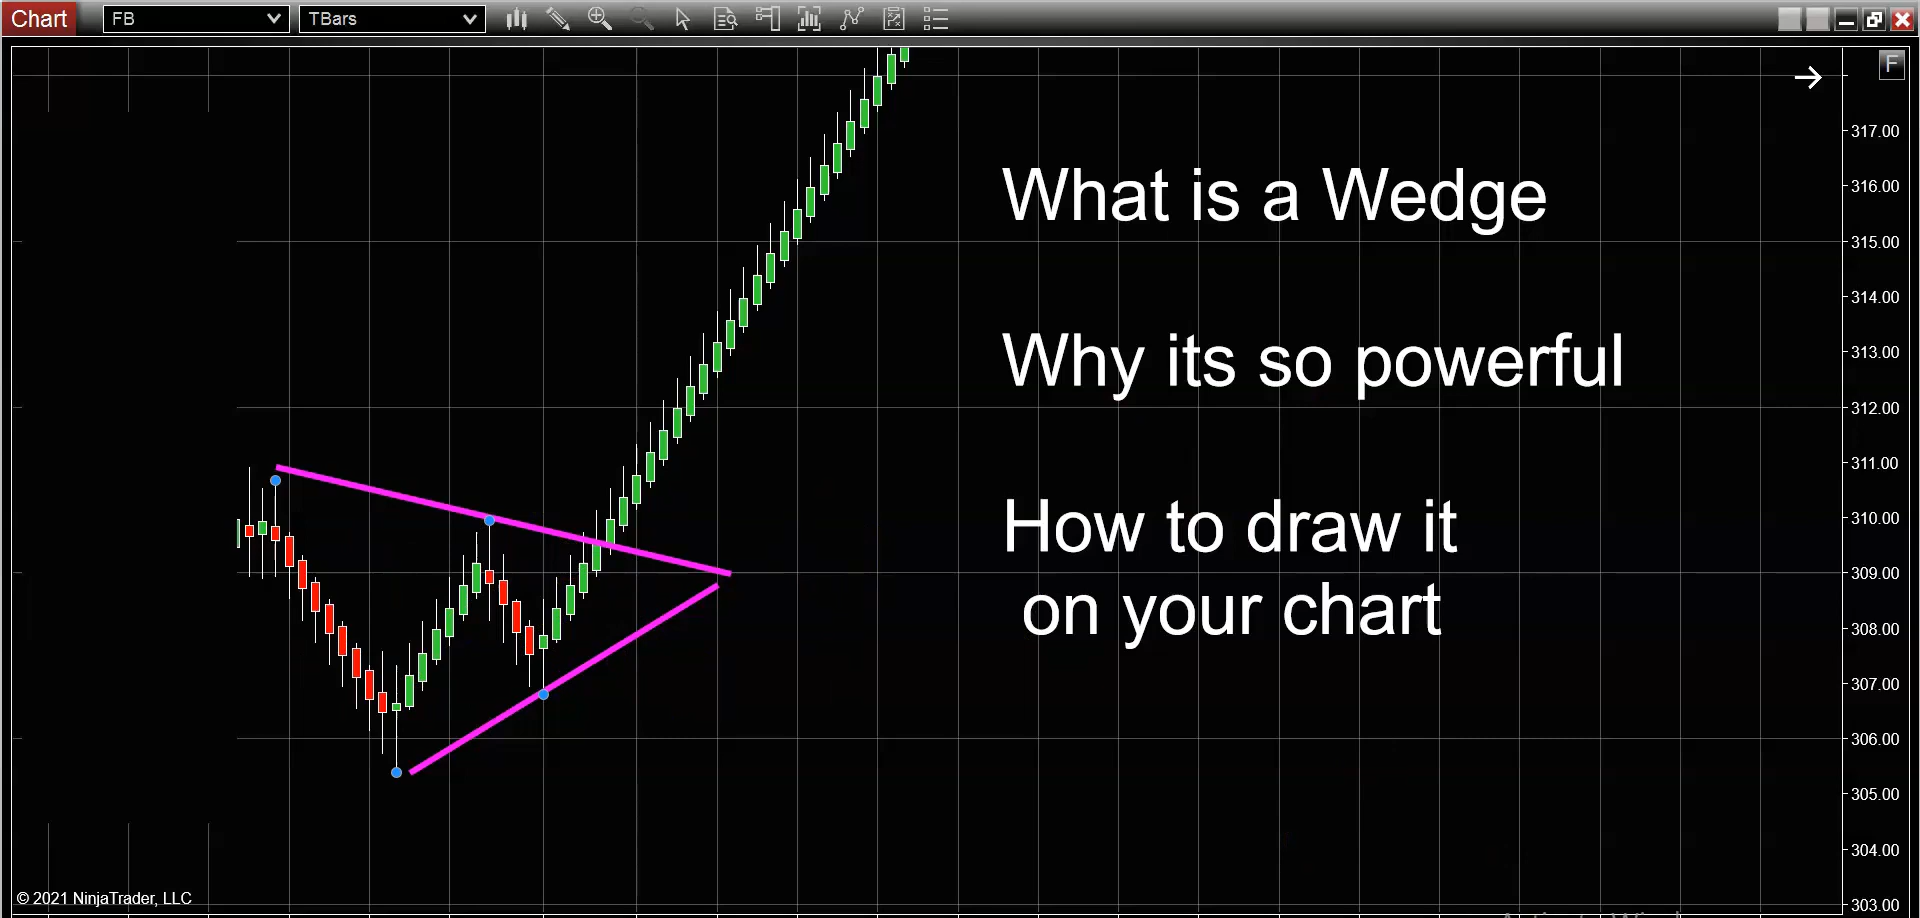 Chart FB TBars
F
317.00
316.00
What is a Wedge
315.00
314.00
313.00
Why its so powerful
312.00
311.00
310.00
How to draw it
309.00
on your chart
308.00
307.00
306.00
305.00
304.00
© 2021 NinjaTrader, LLC
303.00